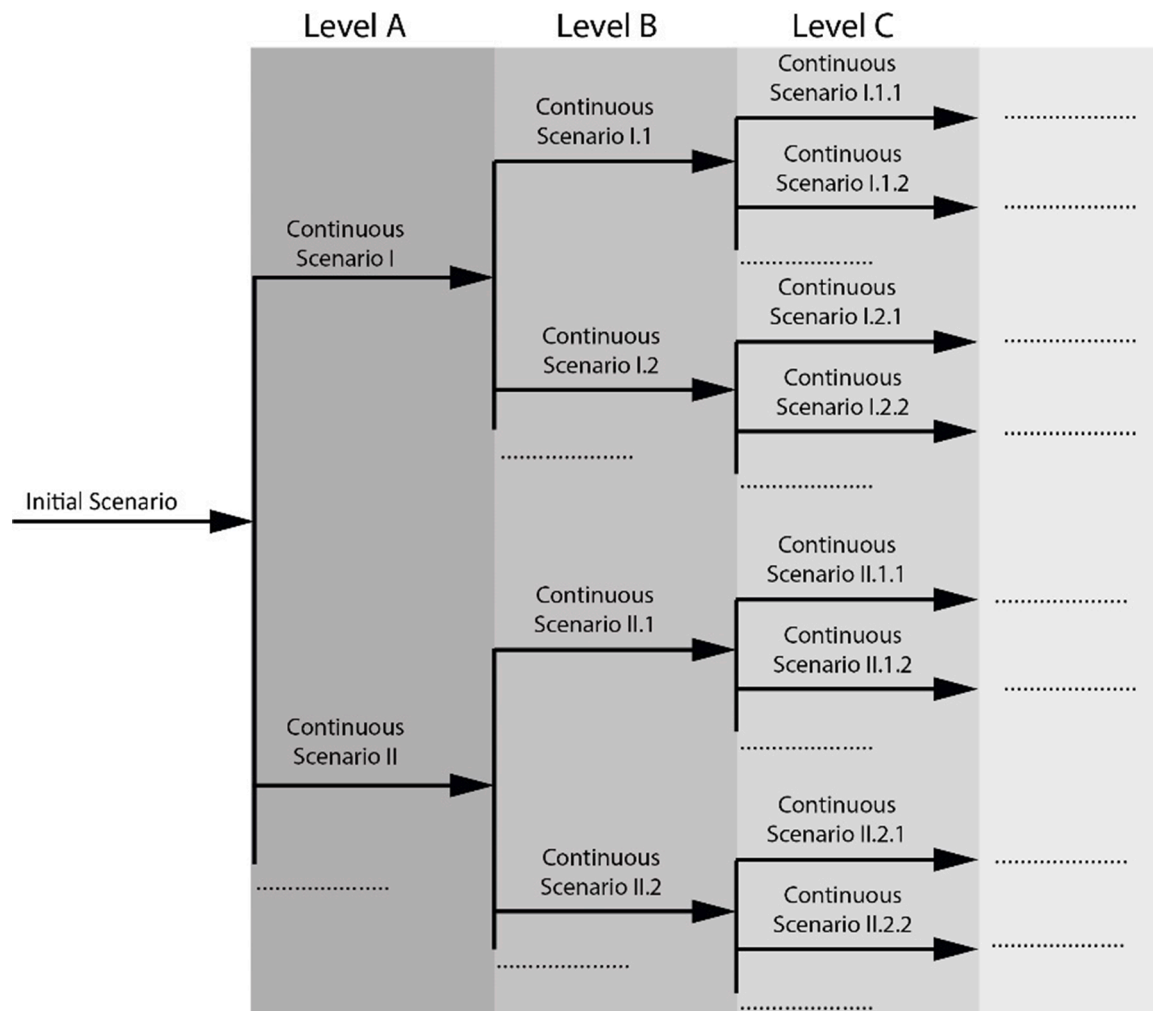 Level A
Level B
Level C
Initial Scenario
Continuous
Scenario I
Continuous
Scenario II
.....................
Continuous
Scenario I.1
Continuous
Scenario I.2
.....................
Continuous
Scenario II.1
Continuous
Scenario II.2
.....................
Continuous
Scenario I.1.1
.....................
Continuous
Scenario I.1.2
.....................
.....................
Continuous
Scenario I.2.1
.....................
Continuous
Scenario I.2.2
.....................
.....................
Continuous
Scenario II.1.1
.....................
Continuous
Scenario II.1.2
.....................
.....................
Continuous
Scenario II.2.1
.....................
Continuous
Scenario II.2.2
.....................
.....................